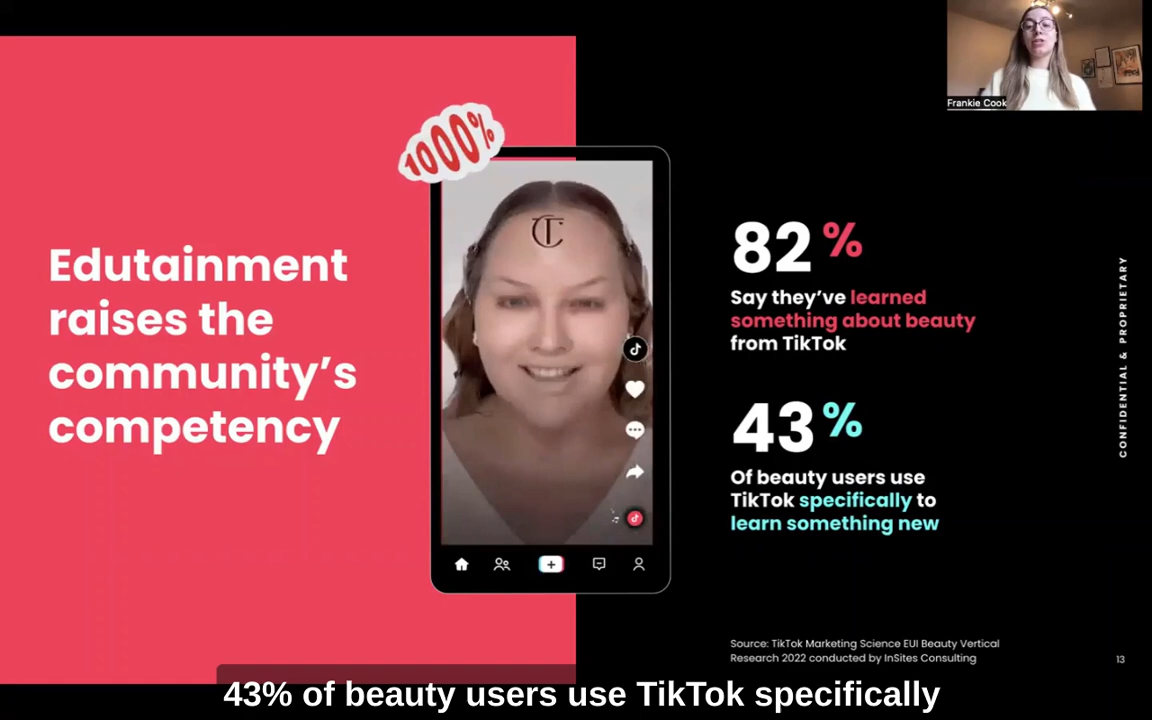 Frankie Cook
1000%
Edutainment
raises the
community's
competency
82%
Say they've learned
something about beauty
from TikTok
43%
Of beauty users use
TikTok specifically to
learn something new
CONFIDENTIAL & PROPRIETARY
Source: TikTok Marketing Science EUI Beauty Vertical
Research 2022 conducted by InSites Consulting
13
43% of beauty users use TikTok specifically